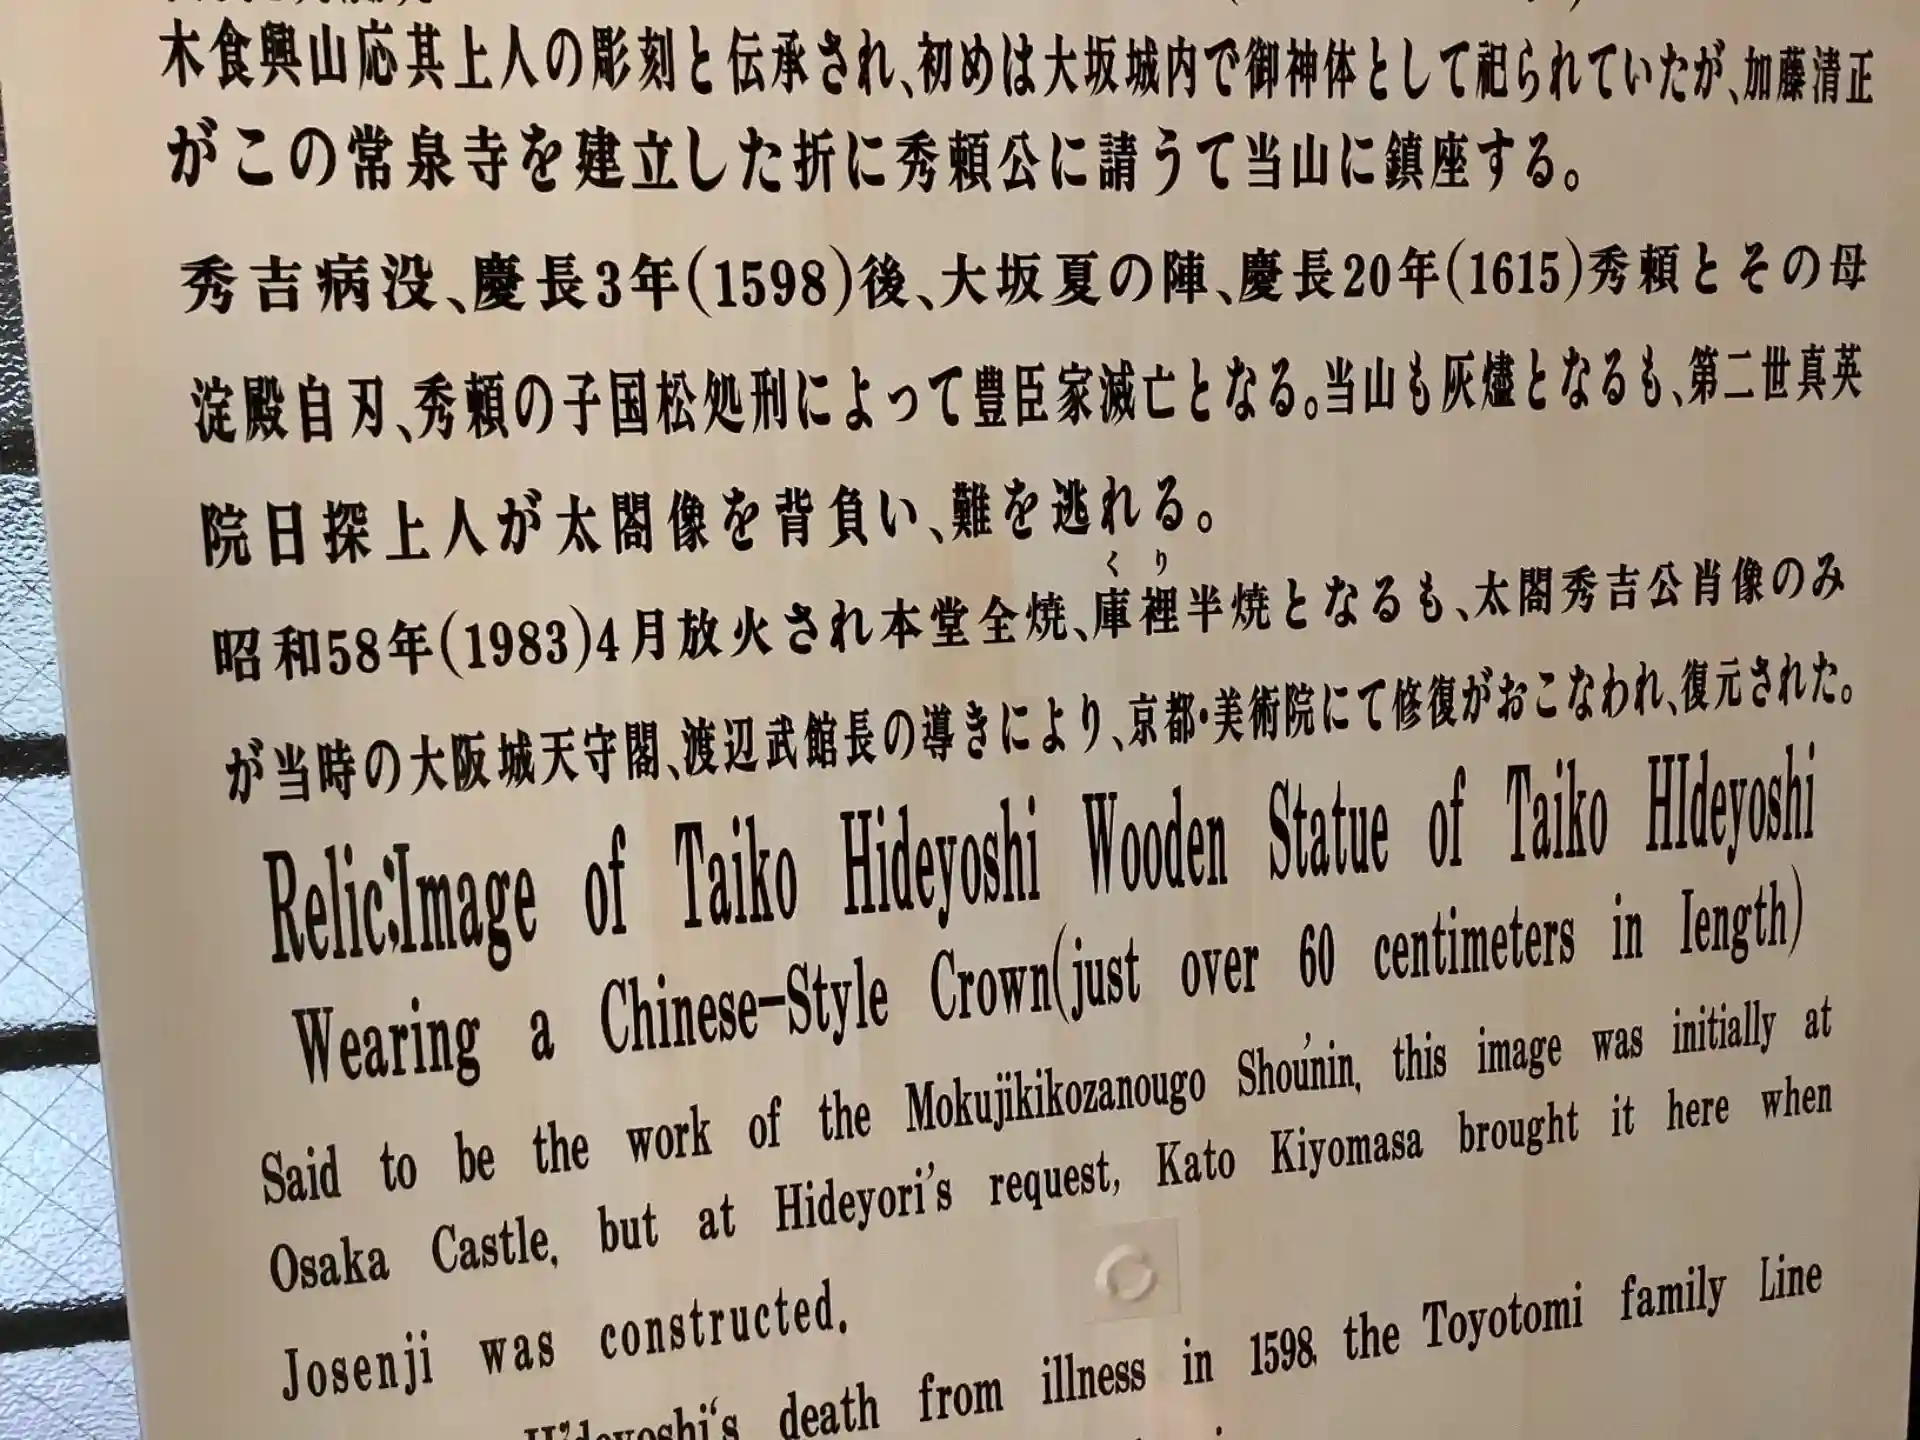 木食興山応其上人の彫刻と伝承され、初めは大坂城内で御神体として祀られていたが、加藤清正
がこの常泉寺を建立した折に秀頼公に請うて当山に鎮座する。
秀吉病没、慶長3年(1598)後、大坂夏の陣、慶長20年(1615)秀頼とその母
淀殿自刃、秀頼の子国松処刑によって豊臣家滅亡となる。当山も灰燼となるも、第二世真英
院日探上人が太閤像を背負い、難を逃れる。
くり
昭和58年(1983)4月放火され本堂全焼、庫裡半焼となるも、太閤秀吉公肖像のみ
が当時の大阪城天守閣、渡辺武館長の導きにより、京都・美術院にて修復がおこなわれ、復元された。
Relic:Image of Taiko Hideyoshi Wooden Statue of Taiko HIdeyoshi
Wearing a Chinese-Style Crown(just over 60 centimeters in Iength)
Said to be the work of the Mokujikikozanougo Shou'nin, this image was initially at
Osaka Castle, but at Hideyori's request, Kato Kiyomasa brought it here when
Josenji was constructed.
Hideyoshi's death from illness in 1598, the Toyotomi family Line